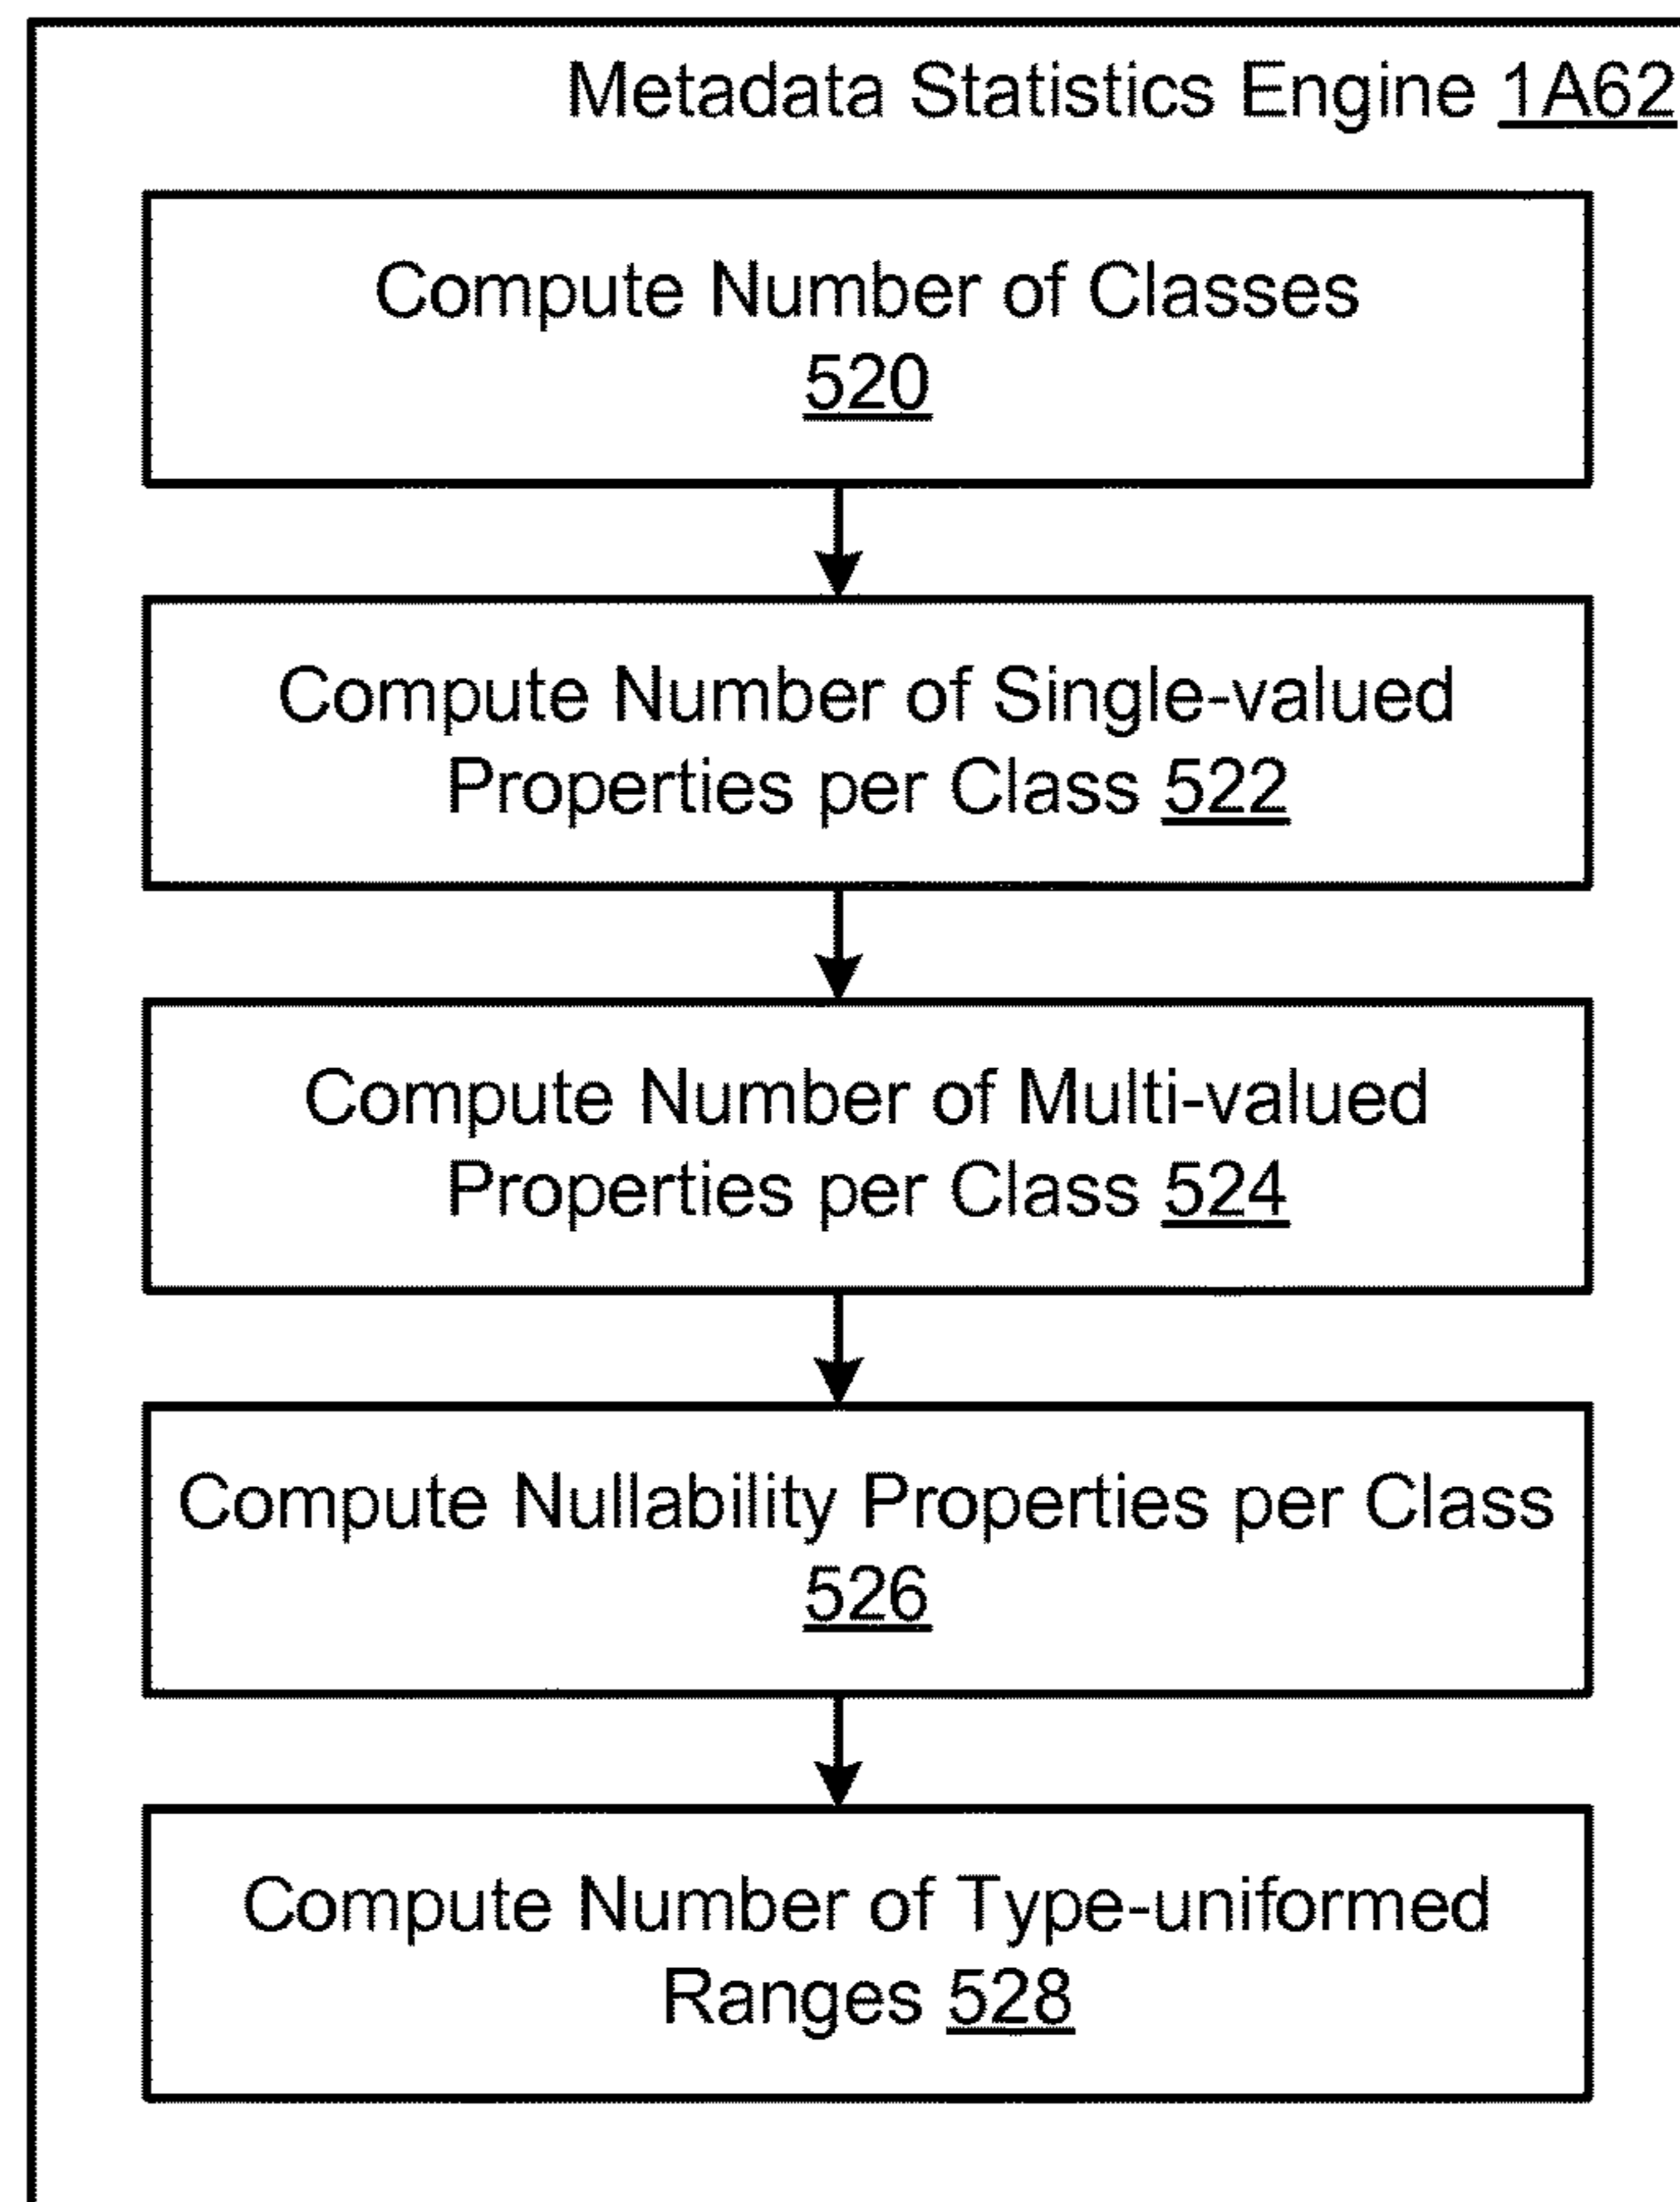 Metadata Statistics Engine 1A62
Compute Number of Classes
520
Compute Number of Single-valued
Properties per Class 522
Compute Number of Multi-valued
Properties per Class 524
Compute Nullability Properties per Class
526
Compute Number of Type-uniformed
Ranges 528